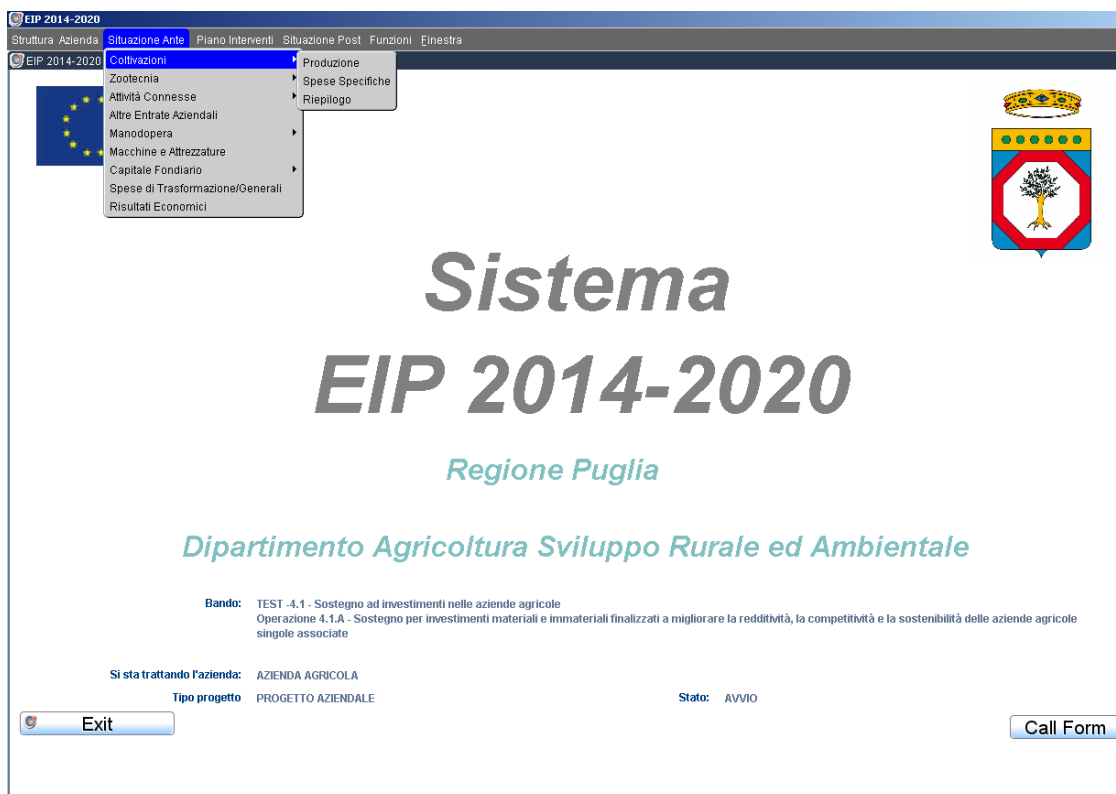 EIP 2014-2020
Struttura Azienda Situazione Ante Piano Interventi Situazione Post Funzioni Finestra
EIP 2014-2020
Coltivazioni
Zootecnia
Attività Connesse
Altre Entrate Aziendali
Manodopera
Macchine e Attrezzature
Capitale Fondiario
Spese di Trasformazione/Generali
Risultati Economici
Produzione
Spese Specifiche
Riepilogo
Sistema
EIP 2014-2020
Regione Puglia
Dipartimento Agricoltura Sviluppo Rurale ed Ambientale
Bando: TEST -4.1 - Sostegno ad investimenti nelle aziende agricole
Operazione 4.1.A - Sostegno per investimenti materiali e immateriali finalizzati a migliorare la redditività, la competitività e la sostenibilità delle aziende agricole
singole associate
Si sta trattando l'azienda: AZIENDA AGRICOLA
Tipo progetto PROGETTO AZIENDALE Stato: AVVIO
Exit Call Form